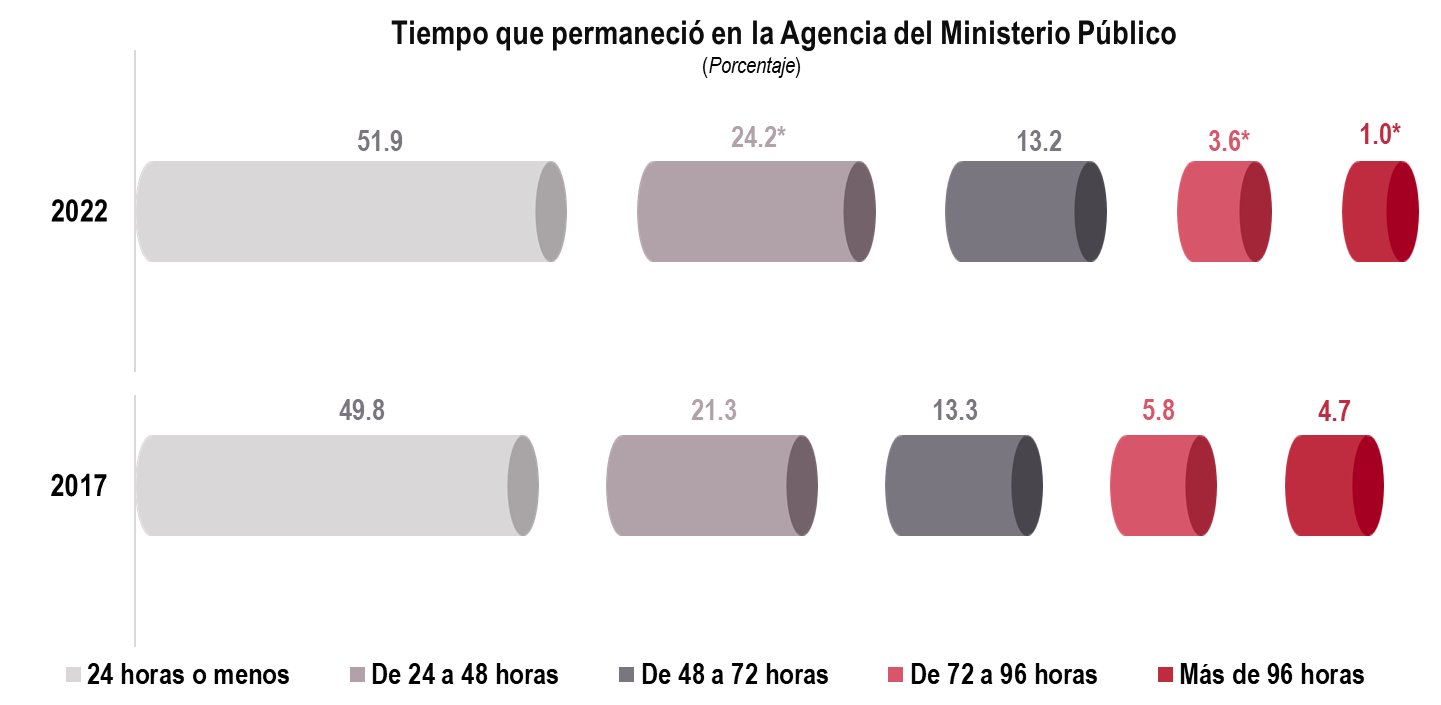 Tiempo que permaneció en la Agencia del Ministerio Público
(Porcentaje)
51.9 24.2* 13.2 3.6* 1.0*
2022
49.8 21.3 13.3 5.8 4.7
2017
24 horas o menos De 24 a 48 horas De 48 a 72 horas De 72 a 96 horas Más de 96 horas